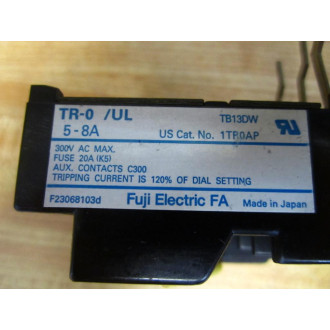 TR-0 /UL TB13DW
5-8A US Cat. No. 1TR0AP
300V AC MAX.
FUSE 20A (K5)
AUX. CONTACTS C300
TRIPPING CURRENT IS 120% OF DIAL SETTING
F23068103d Fuji Electric FA Made in Japan